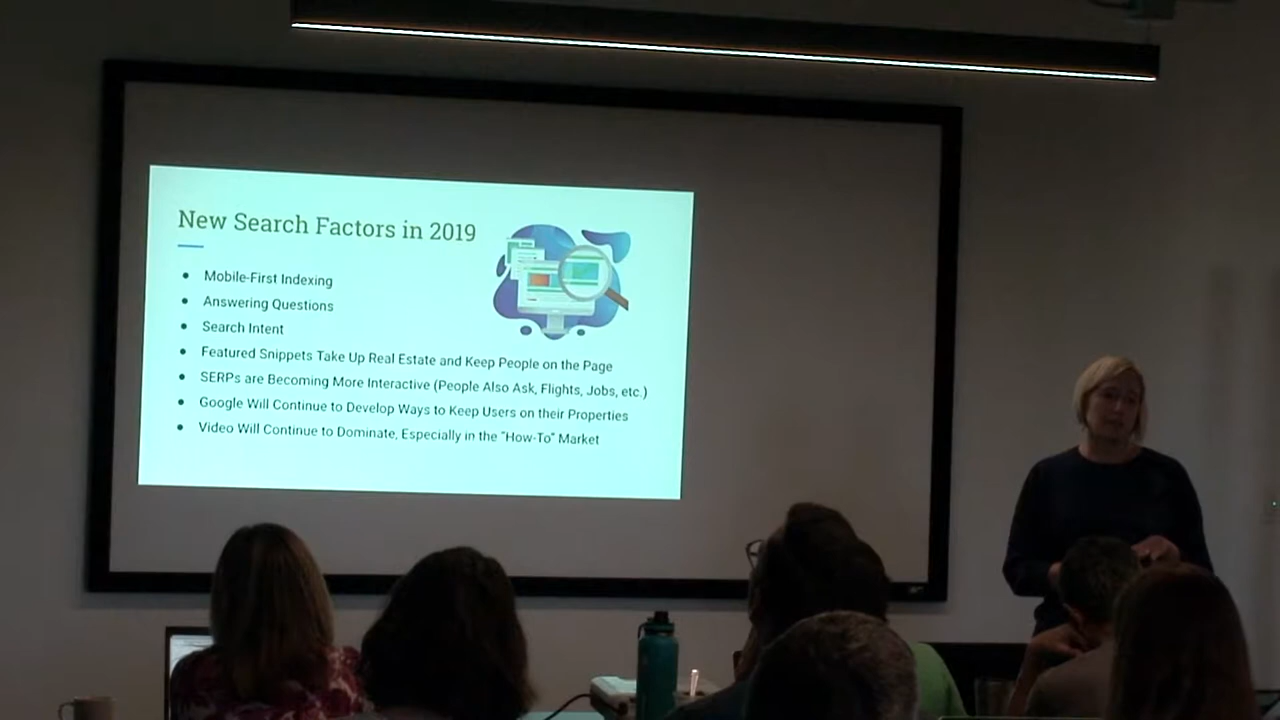 New Search Factors in 2019
Mobile-First Indexing
Answering Questions
Search Intent
Featured Snippets Take Up Real Estate and Keep People on the Page
SERPs are Becoming More Interactive (People Also Ask, Flights, Jobs, etc.)
Google Will Continue to Develop Ways to Keep Users on their Properties
Video Will Continue to Dominate, Especially in the "How-To" Market